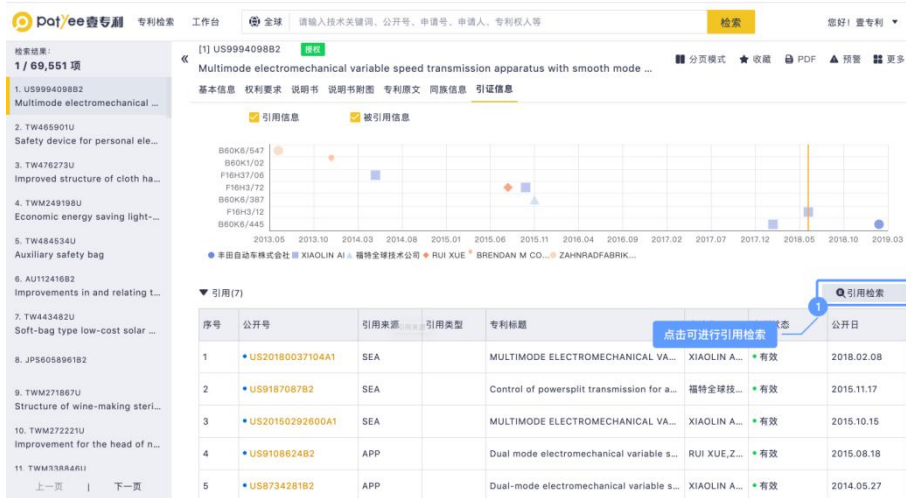 patyee壹专利 专利检索 工作台 全球 请输入技术关键词、公开号、申请号、申请人、专利权人等 检索 您好！壹专利
检索结果：
1 / 69,551 项
1. US9994098B2
Multimode electromechanical ...
2. TW465901U
Safety device for personal ele...
3. TW476273U
Improved structure of cloth ha...
4. TWM249198U
Economic energy saving light-...
5. TW484534U
Auxiliary safety bag
6. AU11241682
Improvements in and relating t...
7. TW443482U
Soft-bag type low-cost solar ...
8. JPS6058961B2
9. TWM271867U
Structure of wine-making steri...
10. TWM272221U
Improvement for the head of n...
11. TWM338846U
上一页 | 下一页
[1] US9994098B2 授权
Multimode electromechanical variable speed transmission apparatus with smooth mode ...
分页模式 收藏 PDF 预警 更多
基本信息 权利要求 说明书 说明书附图 专利原文 同族信息 引证信息
引用信息 被引用信息
B60K6/547
B60K1/02
F16H37/06
F16H3/72
B60K6/387
F16H3/12
B60K6/445
2013.05 2013.10 2014.03 2014.08 2015.01 2015.06 2015.11 2016.04 2016.09 2017.02 2017.07 2017.12 2018.05 2018.10 2019.03
丰田自动车株式会社 XIAOLIN AI 福特全球技术公司 RUI XUE BRENDAN M CO... ZAHNRADFABRIK...
引用(7) 引用检索
1
点击可进行引用检索
序号 公开号 引用来源 引用类型 专利标题 态 公开日
1 US20180037104A1 SEA MULTIMODE ELECTROMECHANICAL VA... XIAOLIN A... 有效 2018.02.08
2 US9187087B2 SEA Control of powersplit transmission for a... 福特全球技... 有效 2015.11.17
3 US20150292600A1 SEA MULTIMODE ELECTROMECHANICAL VA... XIAOLIN A... 有效 2015.10.15
4 US9108624B2 APP Dual mode electromechanical variable s... RUI XUE,Z... 有效 2015.08.18
5 US8734281B2 APP Dual-mode electromechanical variable s... XIAOLIN A... 有效 2014.05.27